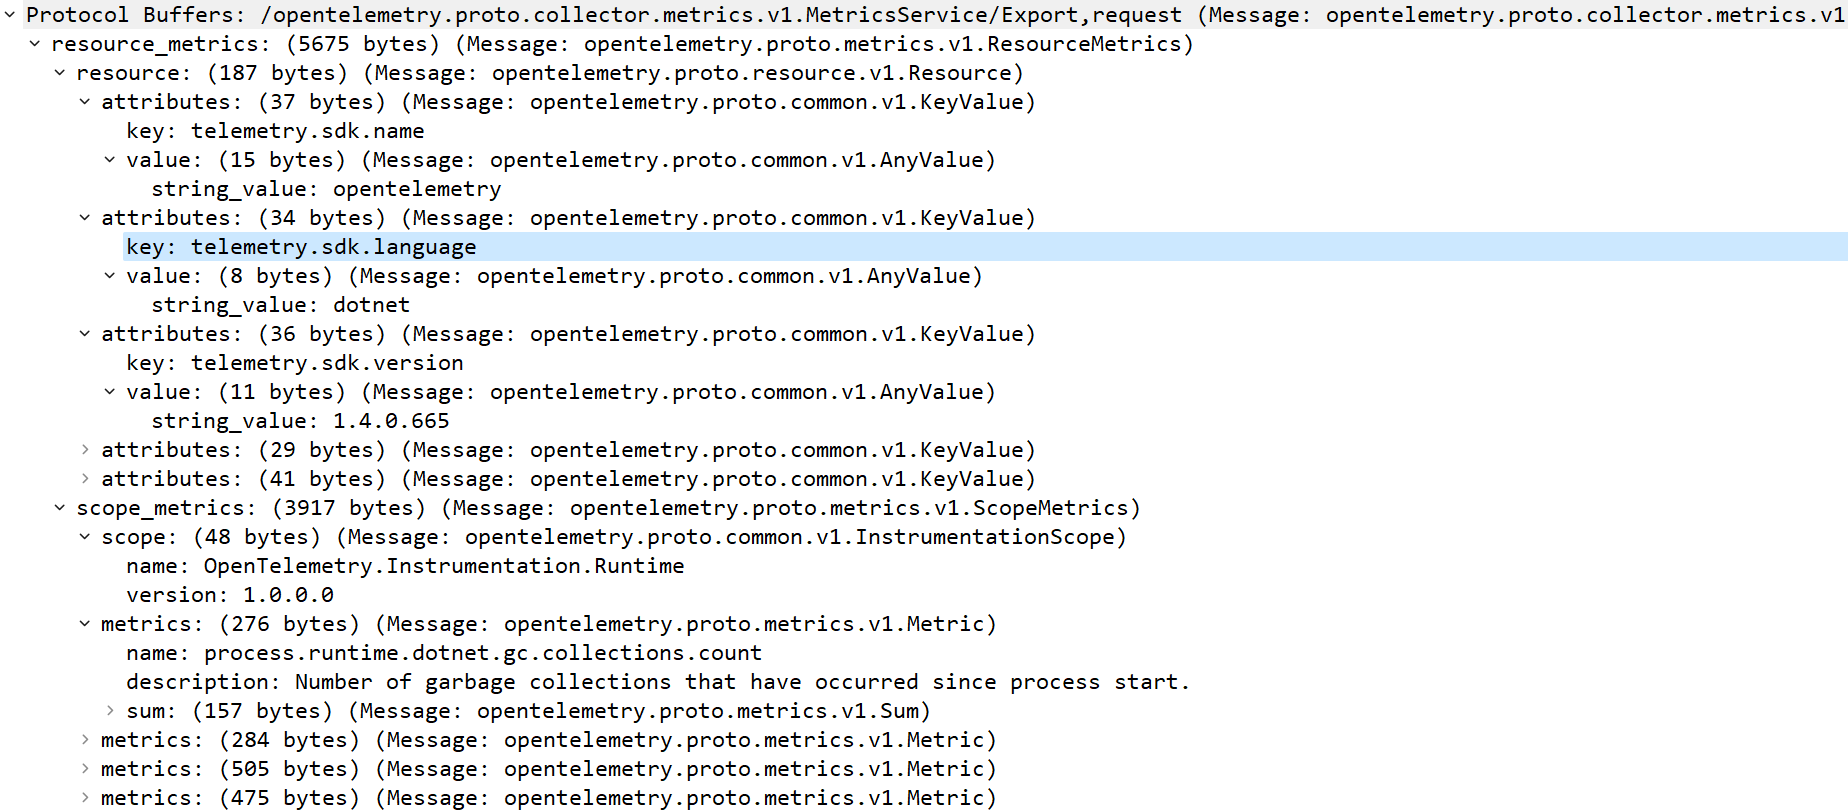 Protocol Buffers: /opentelemetry.proto.collector.metrics.v1.MetricsService/Export,request (Message: opentelemetry.proto.collector.metrics.v1
resource_metrics: (5675 bytes) (Message: opentelemetry.proto.metrics.v1.ResourceMetrics)
resource: (187 bytes) (Message: opentelemetry.proto.resource.v1.Resource)
attributes: (37 bytes) (Message: opentelemetry.proto.common.v1.KeyValue)
key: telemetry.sdk.name
value: (15 bytes) (Message: opentelemetry.proto.common.v1.AnyValue)
string_value: opentelemetry
attributes: (34 bytes) (Message: opentelemetry.proto.common.v1.KeyValue)
key: telemetry.sdk.language
value: (8 bytes) (Message: opentelemetry.proto.common.v1.AnyValue)
string_value: dotnet
attributes: (36 bytes) (Message: opentelemetry.proto.common.v1.KeyValue)
key: telemetry.sdk.version
value: (11 bytes) (Message: opentelemetry.proto.common.v1.AnyValue)
string_value: 1.4.0.665
attributes: (29 bytes) (Message: opentelemetry.proto.common.v1.KeyValue)
attributes: (41 bytes) (Message: opentelemetry.proto.common.v1.KeyValue)
scope_metrics: (3917 bytes) (Message: opentelemetry.proto.metrics.v1.ScopeMetrics)
scope: (48 bytes) (Message: opentelemetry.proto.common.v1.InstrumentationScope)
name: OpenTelemetry.Instrumentation.Runtime
version: 1.0.0.0
metrics: (276 bytes) (Message: opentelemetry.proto.metrics.v1.Metric)
name: process.runtime.dotnet.gc.collections.count
description: Number of garbage collections that have occurred since process start.
sum: (157 bytes) (Message: opentelemetry.proto.metrics.v1.Sum)
metrics: (284 bytes) (Message: opentelemetry.proto.metrics.v1.Metric)
metrics: (505 bytes) (Message: opentelemetry.proto.metrics.v1.Metric)
metrics: (475 bytes) (Message: opentelemetry.proto.metrics.v1.Metric)